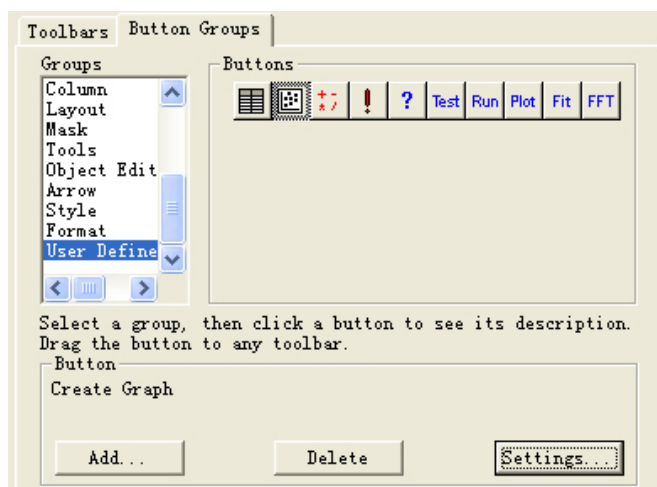 Toolbars Button Groups
Groups
Column
Layout
Mask
Tools
Object Edit
Arrow
Style
Format
User Define
Buttons
! ? Test Run Plot Fit FFT
Select a group, then click a button to see its description.
Drag the button to any toolbar.
Button
Create Graph
Add... Delete Settings...